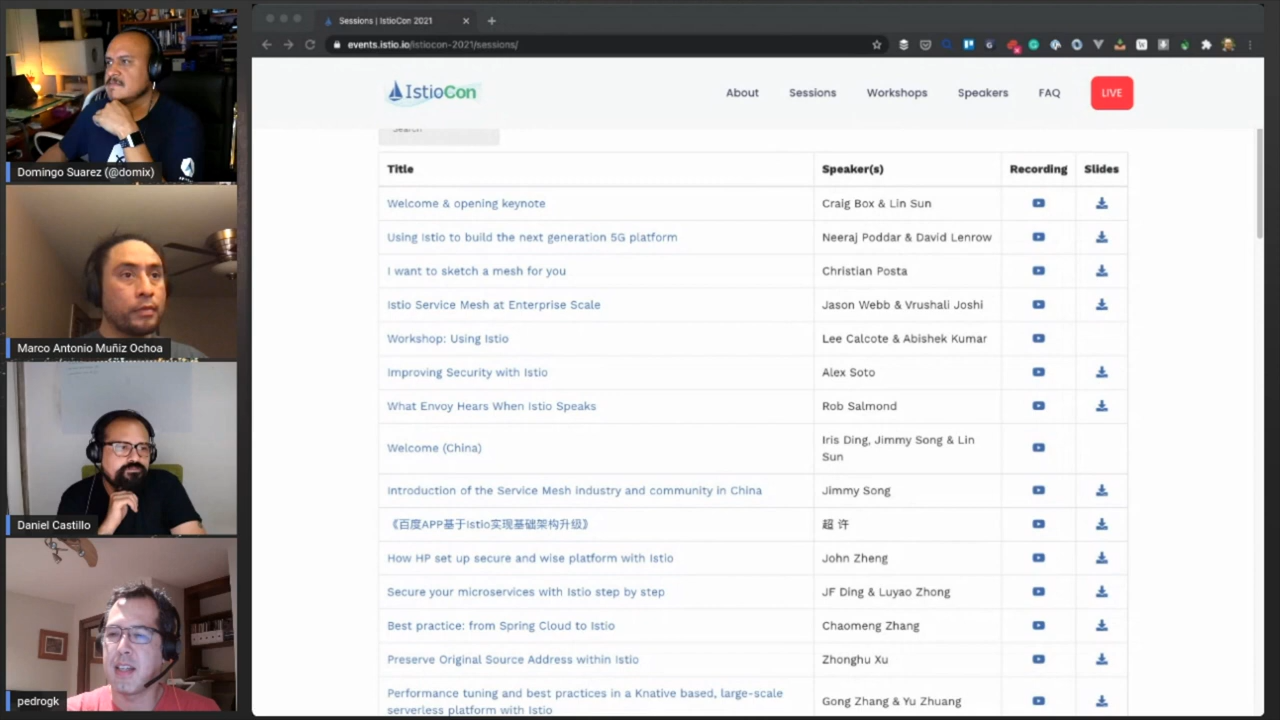 Sessions | IstioCon 2021
events.istio.io/istiocon-2021/sessions/
IstioCon
About
Sessions
Workshops
Speakers
FAQ
LIVE
Search
Title
Speaker(s)
Recording
Slides
Welcome & opening keynote
Craig Box & Lin Sun
Using Istio to build the next generation 5G platform
Neeraj Poddar & David Lenrow
I want to sketch a mesh for you
Christian Posta
Istio Service Mesh at Enterprise Scale
Jason Webb & Vrushali Joshi
Workshop: Using Istio
Lee Calcote & Abishek Kumar
Improving Security with Istio
Alex Soto
What Envoy Hears When Istio Speaks
Rob Salmond
Welcome (China)
Iris Ding, Jimmy Song & Lin
Sun
Introduction of the Service Mesh industry and community in China
Jimmy Song
《百度APP基于Istio实现基础架构升级》
超 许
How HP set up secure and wise platform with Istio
John Zheng
Secure your microservices with Istio step by step
JF Ding & Luyao Zhong
Best practice: from Spring Cloud to Istio
Chaomeng Zhang
Preserve Original Source Address within Istio
Zhonghu Xu
Performance tuning and best practices in a Knative based, large-scale
serverless platform with Istio
Gong Zhang & Yu Zhuang
Domingo Suarez (@domix)
Marco Antonio Muñiz Ochoa
Daniel Castillo
pedrogk